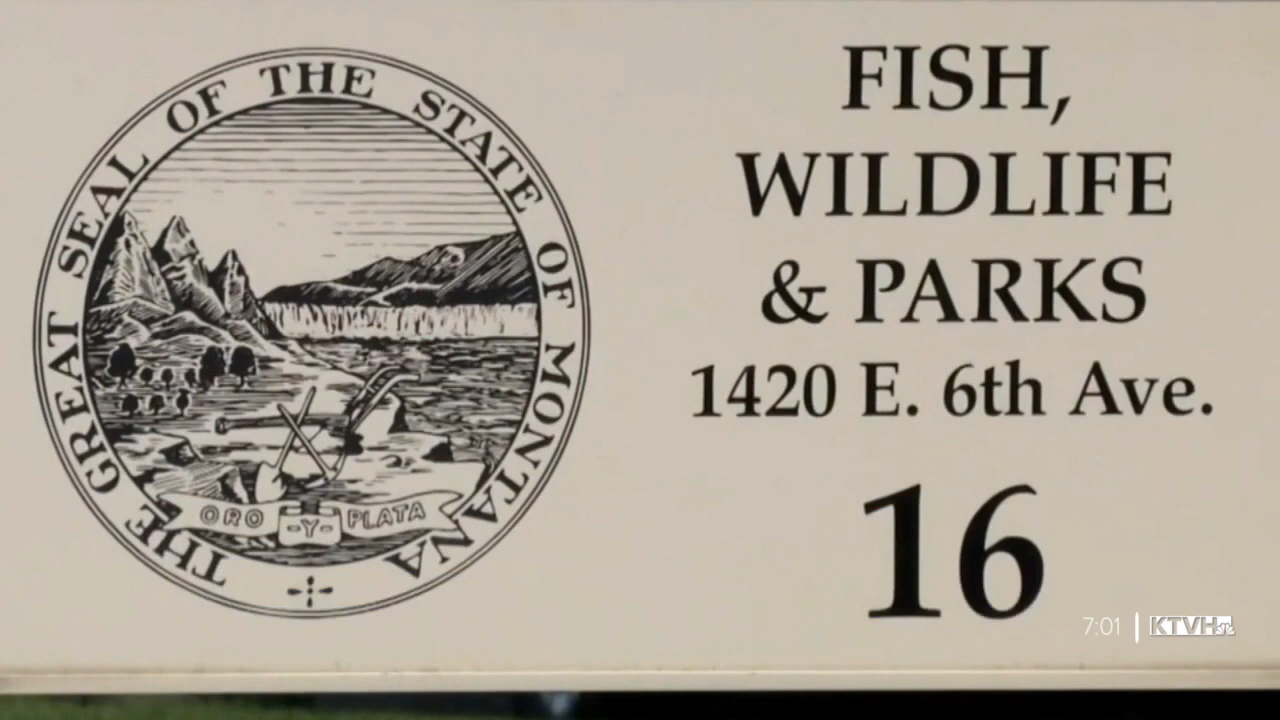 THE GREAT SEAL OF THE STATE OF MONTANA
ORO -Y- PLATA
FISH,
WILDLIFE
& PARKS
1420 E. 6th Ave.
16
7:01 | KTVH